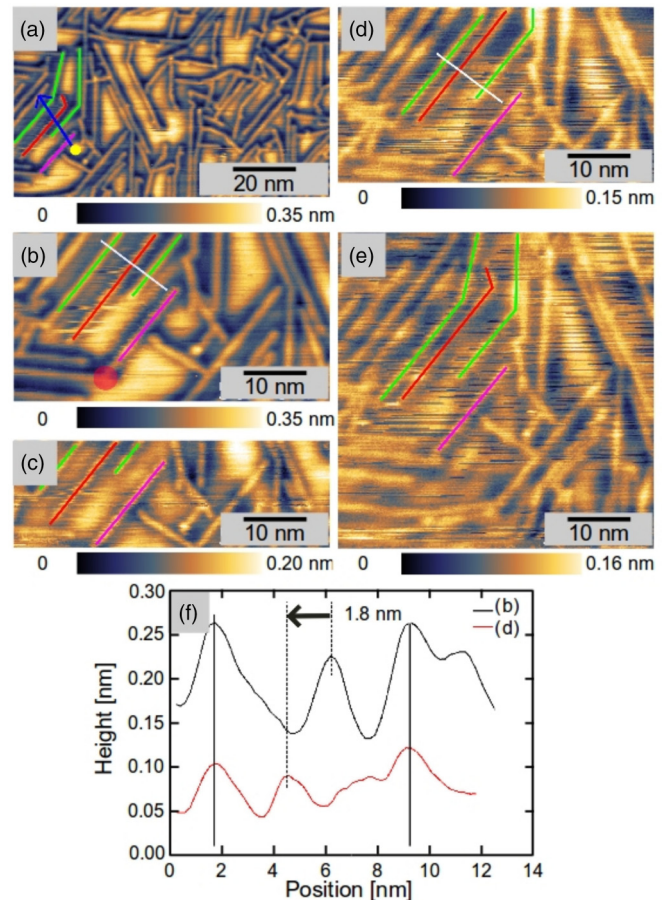 (a)
20 nm
0 0.35 nm
(b)
10 nm
0 0.35 nm
(c)
10 nm
0 0.20 nm
(d)
10 nm
0 0.15 nm
(e)
10 nm
0 0.16 nm
(f)
1.8 nm
(b)
(d)
Height [nm]
0.30
0.25
0.20
0.15
0.10
0.05
0.00
0 2 4 6 8 10 12 14
Position [nm]